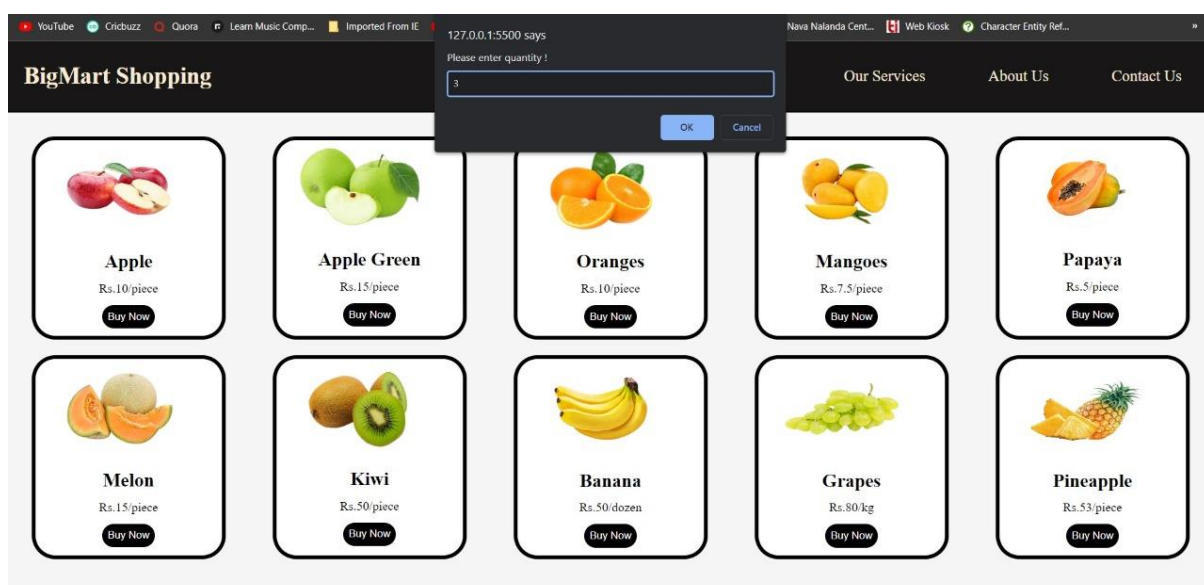 YouTube Cricbuzz Quora Learn Music Comp... Imported From IE Nava Nalanda Cent... Web Kiosk Character Entity Ref... »
127.0.0.1:5500 says
Please enter quantity !
3
OK Cancel
BigMart Shopping Our Services About Us Contact Us
Apple Apple Green Oranges Mangoes Papaya
Rs.10/piece Rs.15/piece Rs.10/piece Rs.7.5/piece Rs.5/piece
Buy Now Buy Now Buy Now Buy Now Buy Now
Melon Kiwi Banana Grapes Pineapple
Rs.15/piece Rs.50/piece Rs.50/dozen Rs.80/kg Rs.53/piece
Buy Now Buy Now Buy Now Buy Now Buy Now